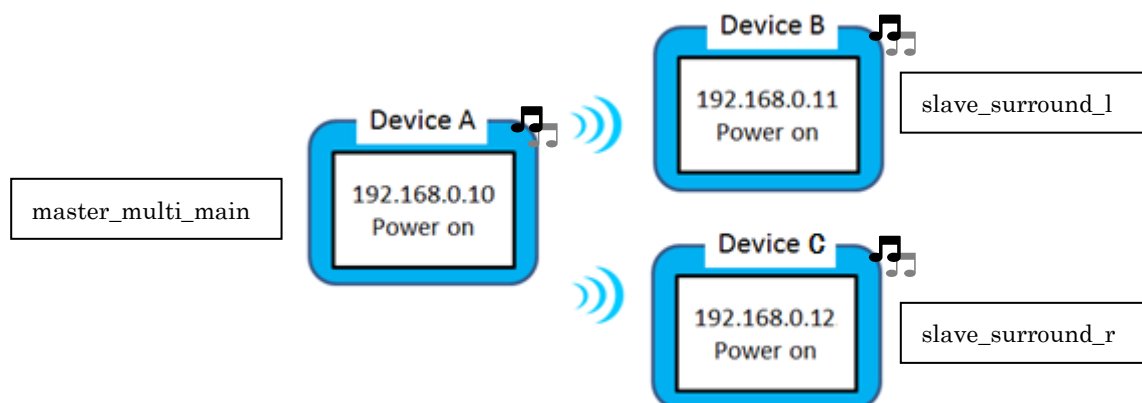 master_multi_main
Device A
192.168.0.10
Power on
Device B
192.168.0.11
Power on
slave_surround_l
Device C
192.168.0.12
Power on
slave_surround_r